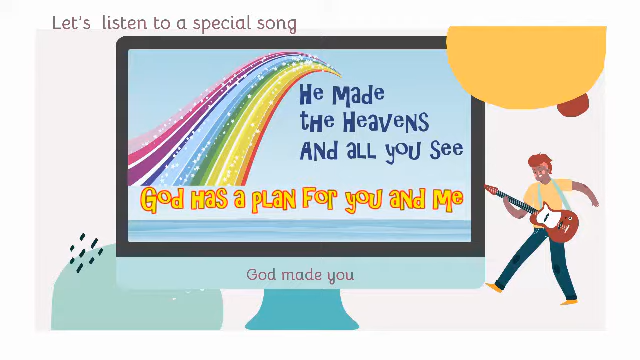 Let's listen to a special song
He Made
the Heavens
And all you See
God has a plan For you and Me
God made you